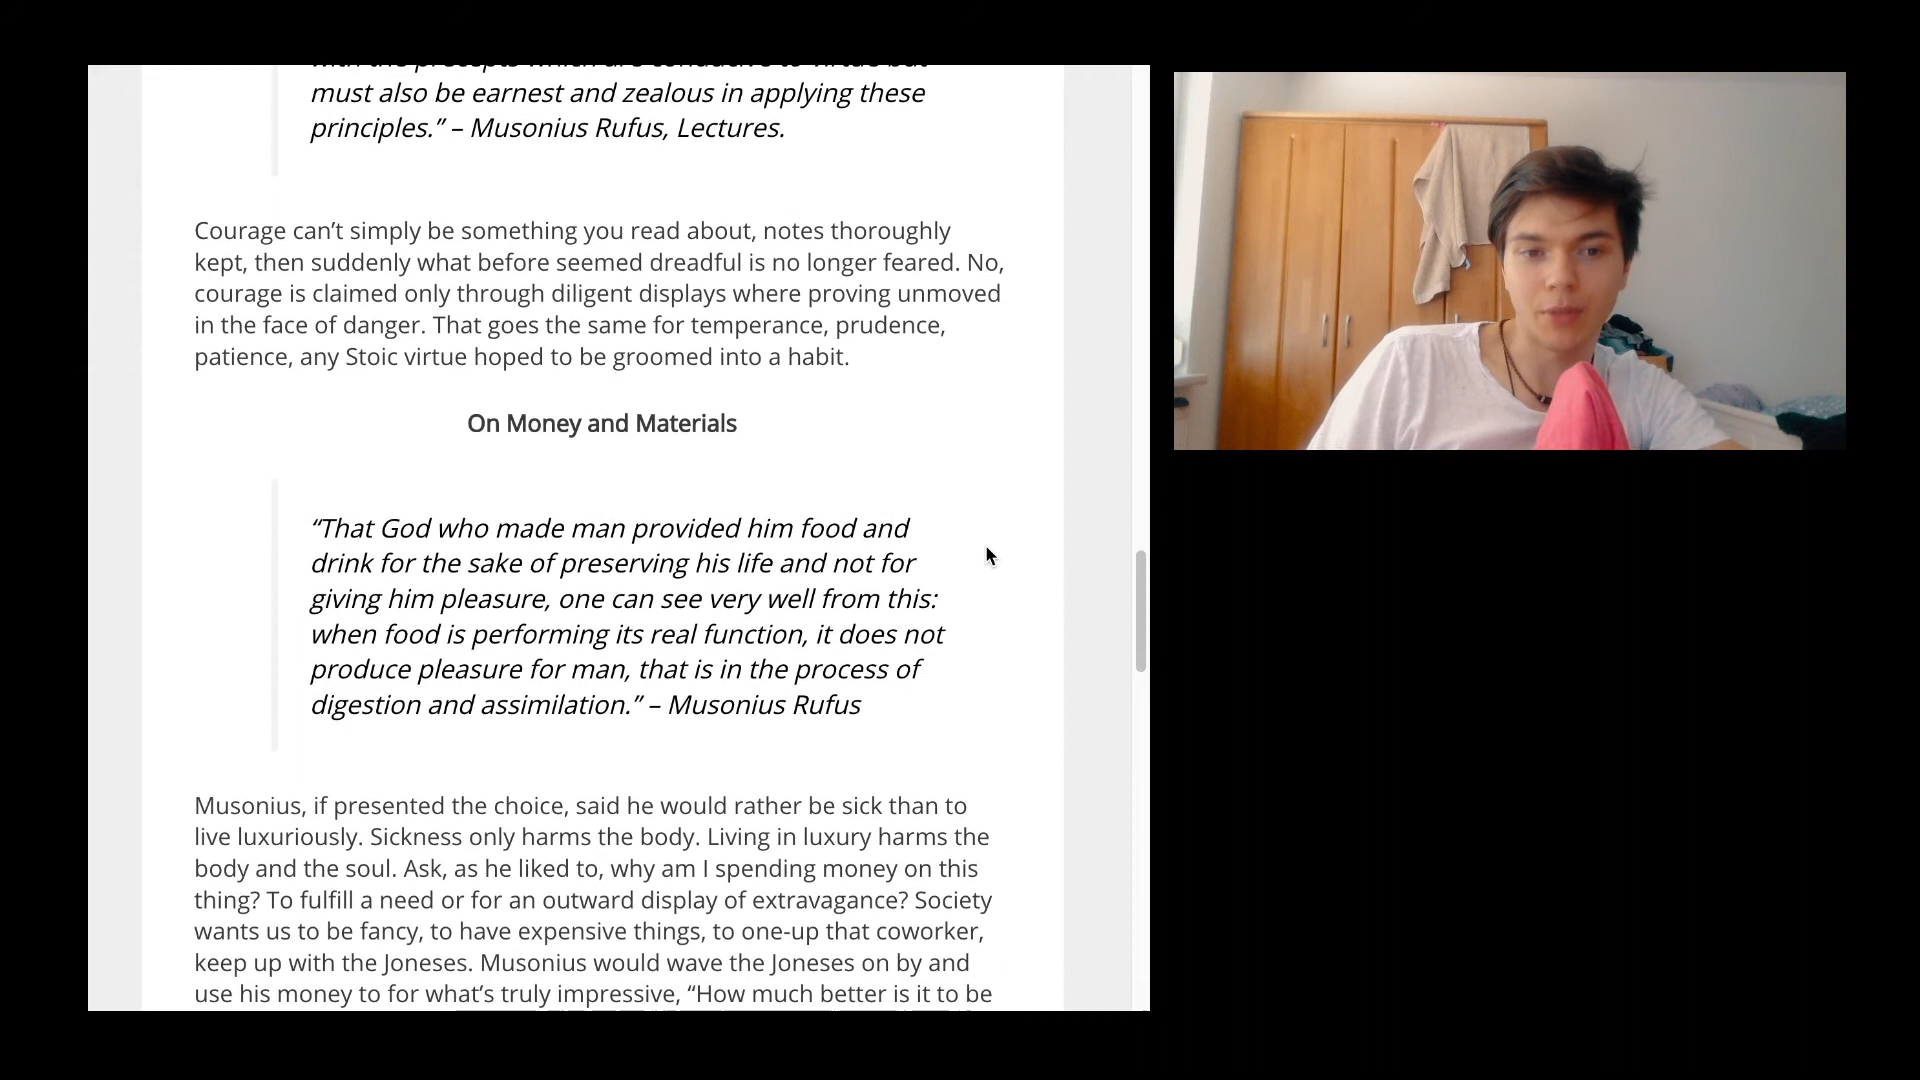 must also be earnest and zealous in applying these
principles.” – Musonius Rufus, Lectures.
Courage can’t simply be something you read about, notes thoroughly
kept, then suddenly what before seemed dreadful is no longer feared. No,
courage is claimed only through diligent displays where proving unmoved
in the face of danger. That goes the same for temperance, prudence,
patience, any Stoic virtue hoped to be groomed into a habit.
On Money and Materials
“That God who made man provided him food and
drink for the sake of preserving his life and not for
giving him pleasure, one can see very well from this:
when food is performing its real function, it does not
produce pleasure for man, that is in the process of
digestion and assimilation.” – Musonius Rufus
Musonius, if presented the choice, said he would rather be sick than to
live luxuriously. Sickness only harms the body. Living in luxury harms the
body and the soul. Ask, as he liked to, why am I spending money on this
thing? To fulfill a need or for an outward display of extravagance? Society
wants us to be fancy, to have expensive things, to one-up that coworker,
keep up with the Joneses. Musonius would wave the Joneses on by and
use his money to for what’s truly impressive, “How much better is it to be